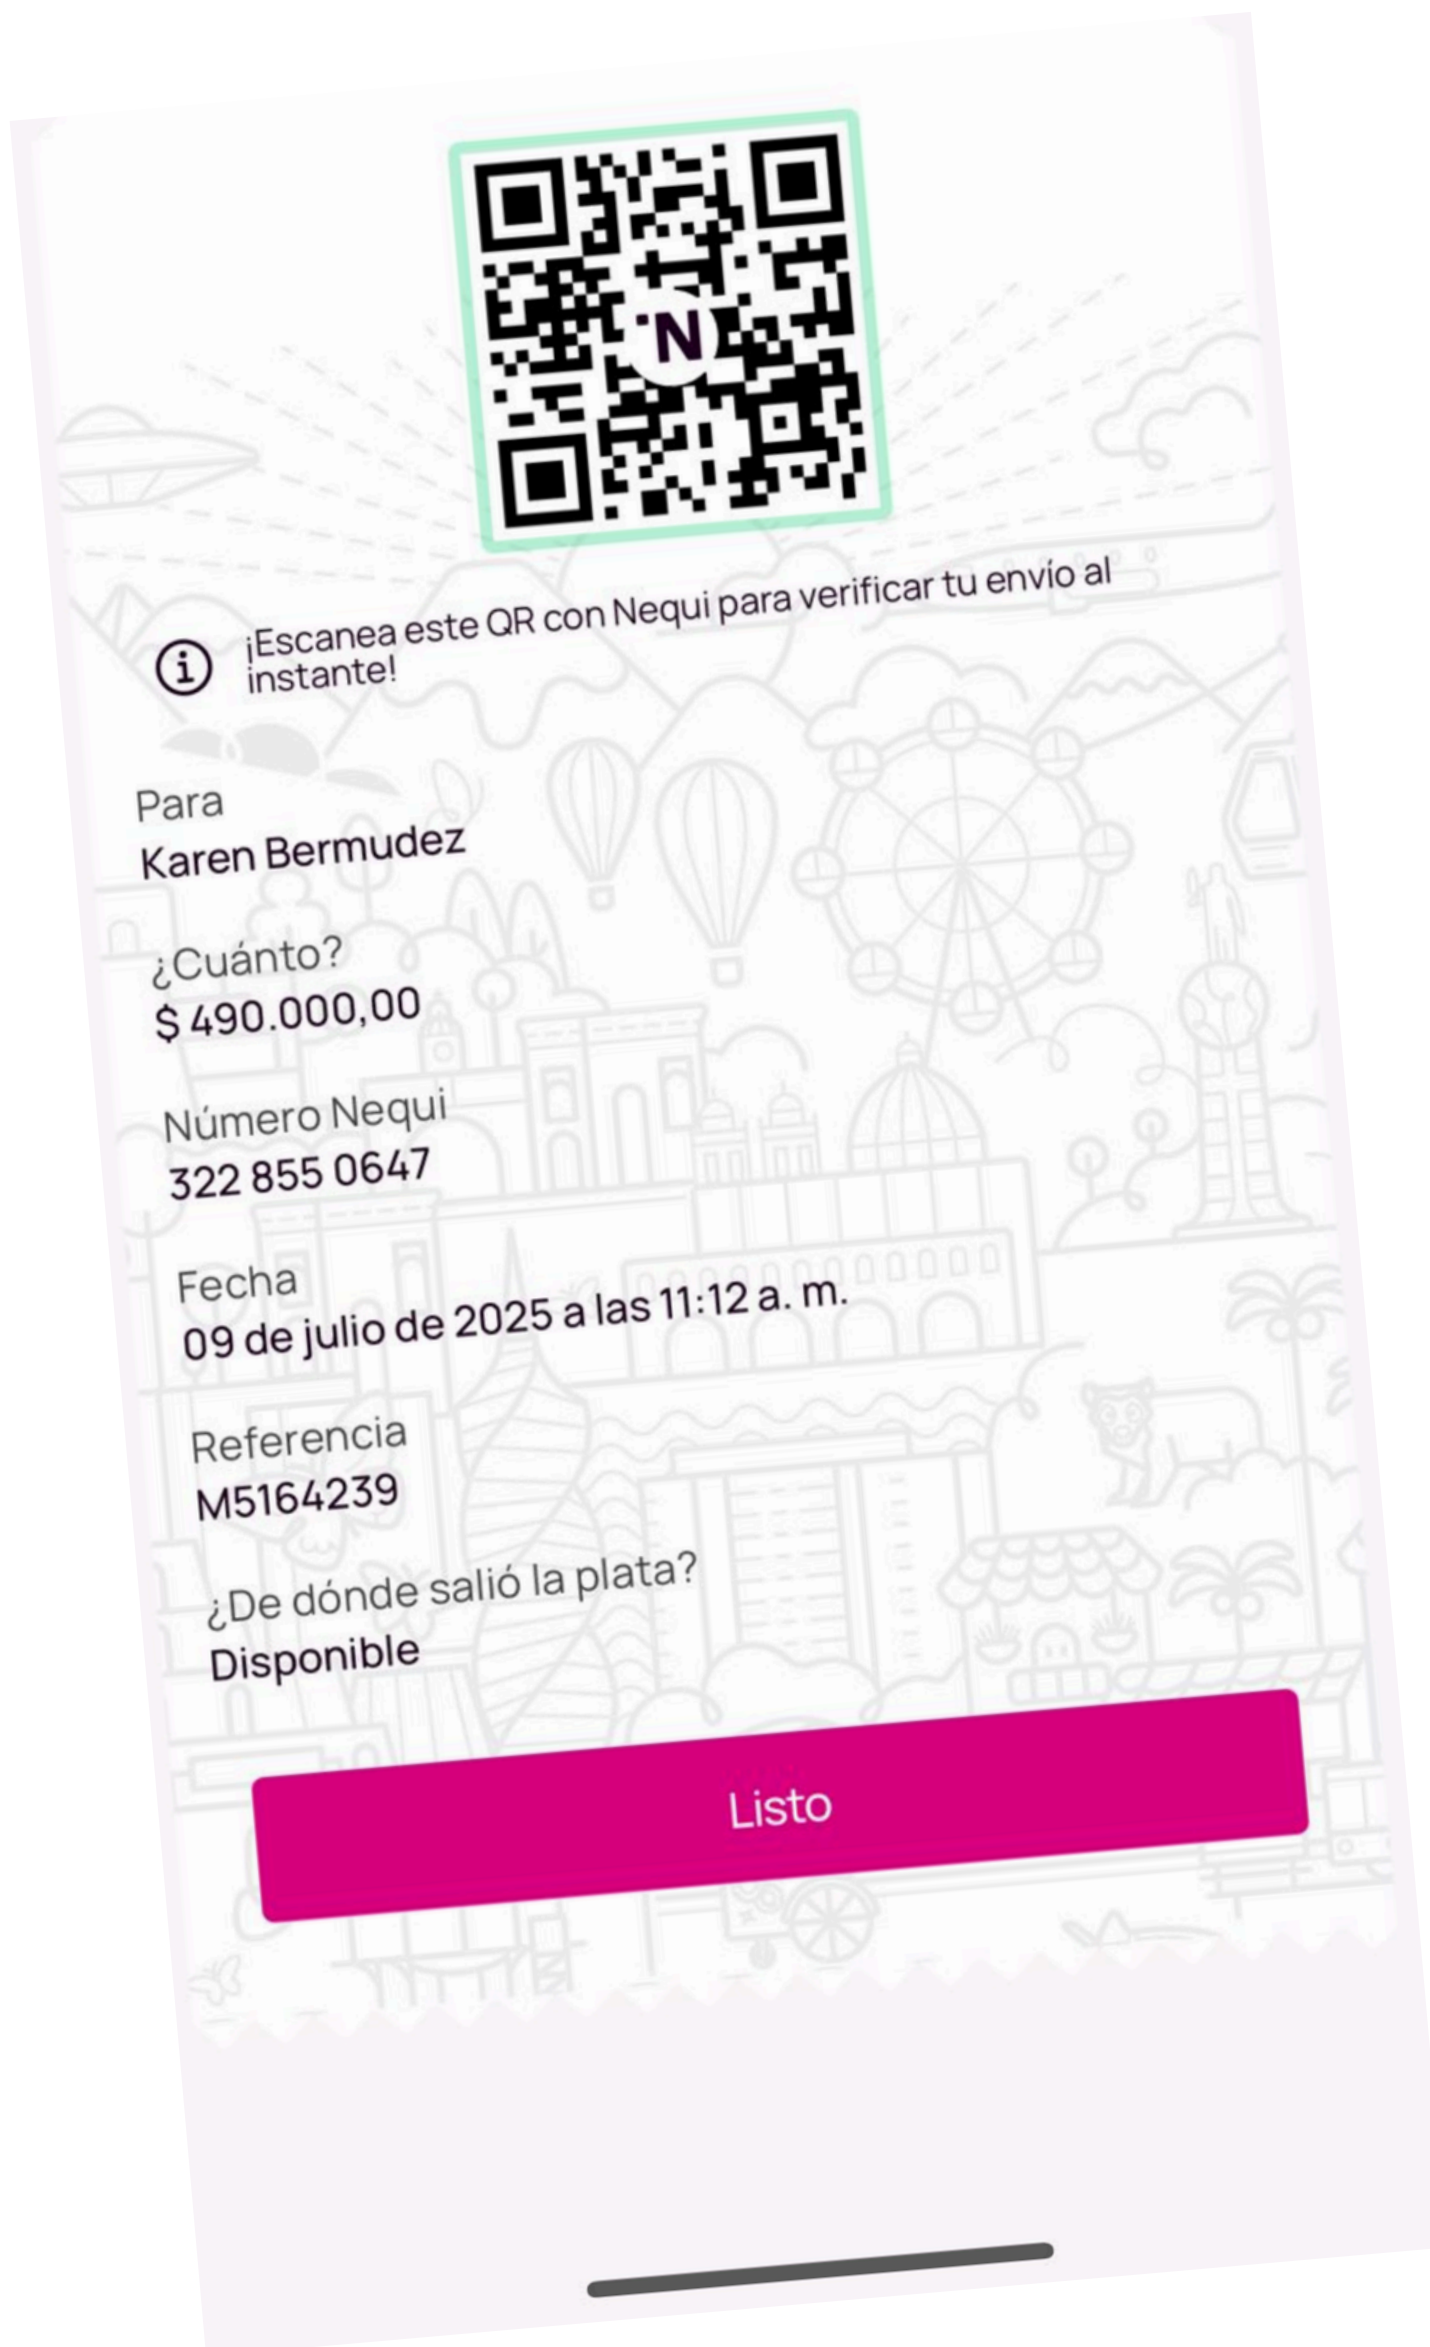 N
¡Escanea este QR con Nequi para verificar tu envío al
instante!
Para
Karen Bermudez
¿Cuánto?
$ 490.000,00
Número Nequi
322 855 0647
Fecha
09 de julio de 2025 a las 11:12 a. m.
Referencia
M5164239
¿De dónde salió la plata?
Disponible
Listo